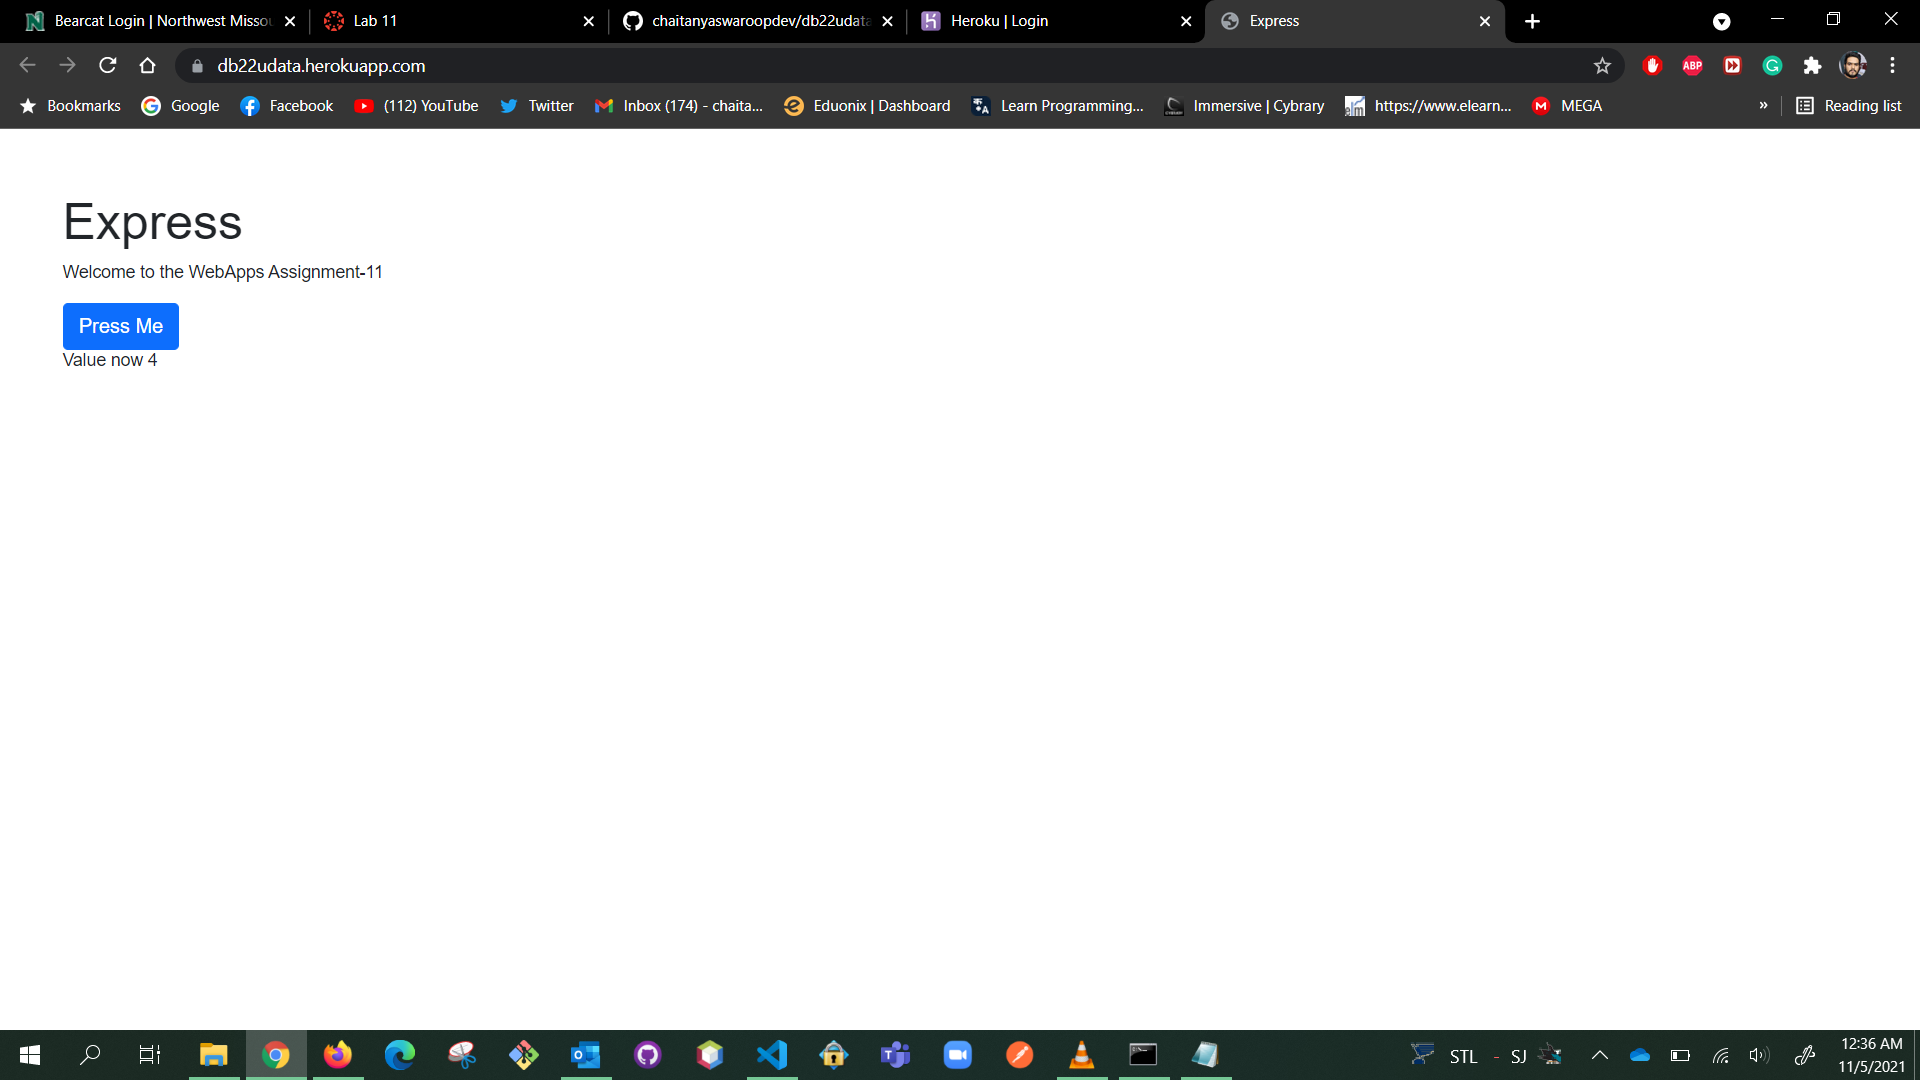 Bearcat Login | Northwest Misso
Lab 11
chaitanyaswaroopdev/db22udata
Heroku | Login
Express
db22udata.herokuapp.com
ABP
Bookmarks
Google
Facebook
(112) YouTube
Twitter
Inbox (174) - chaita...
Eduonix | Dashboard
Learn Programming...
Immersive | Cybrary
https://www.elearn...
MEGA
»
Reading list
Express
Welcome to the WebApps Assignment-11
Press Me
Value now 4
STL - SJ
12:36 AM
11/5/2021